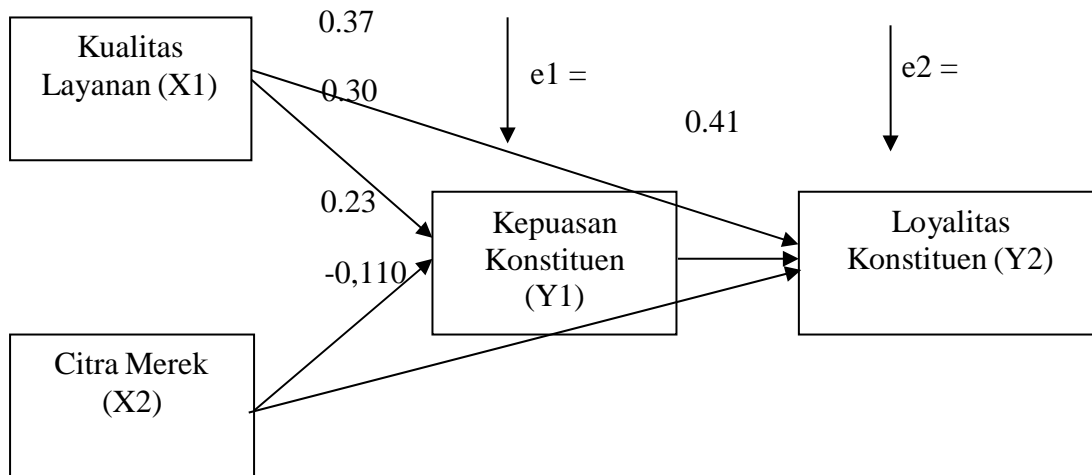 0.37
Kualitas
Layanan (X1)
e1 =
e2 =
0.30
0.41
0.23
Kepuasan
Konstituen
(Y1)
Loyalitas
Konstituen (Y2)
-0,110
Citra Merek
(X2)